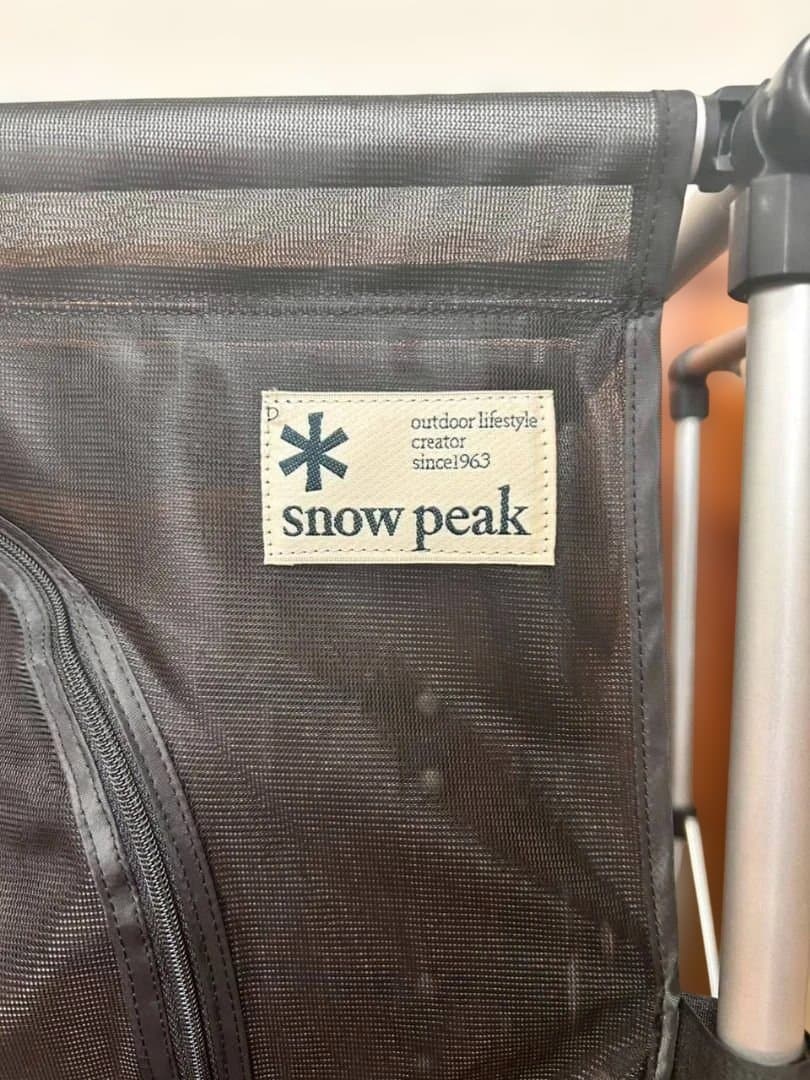 outdoor lifestyle
creator
since1963
snow peak